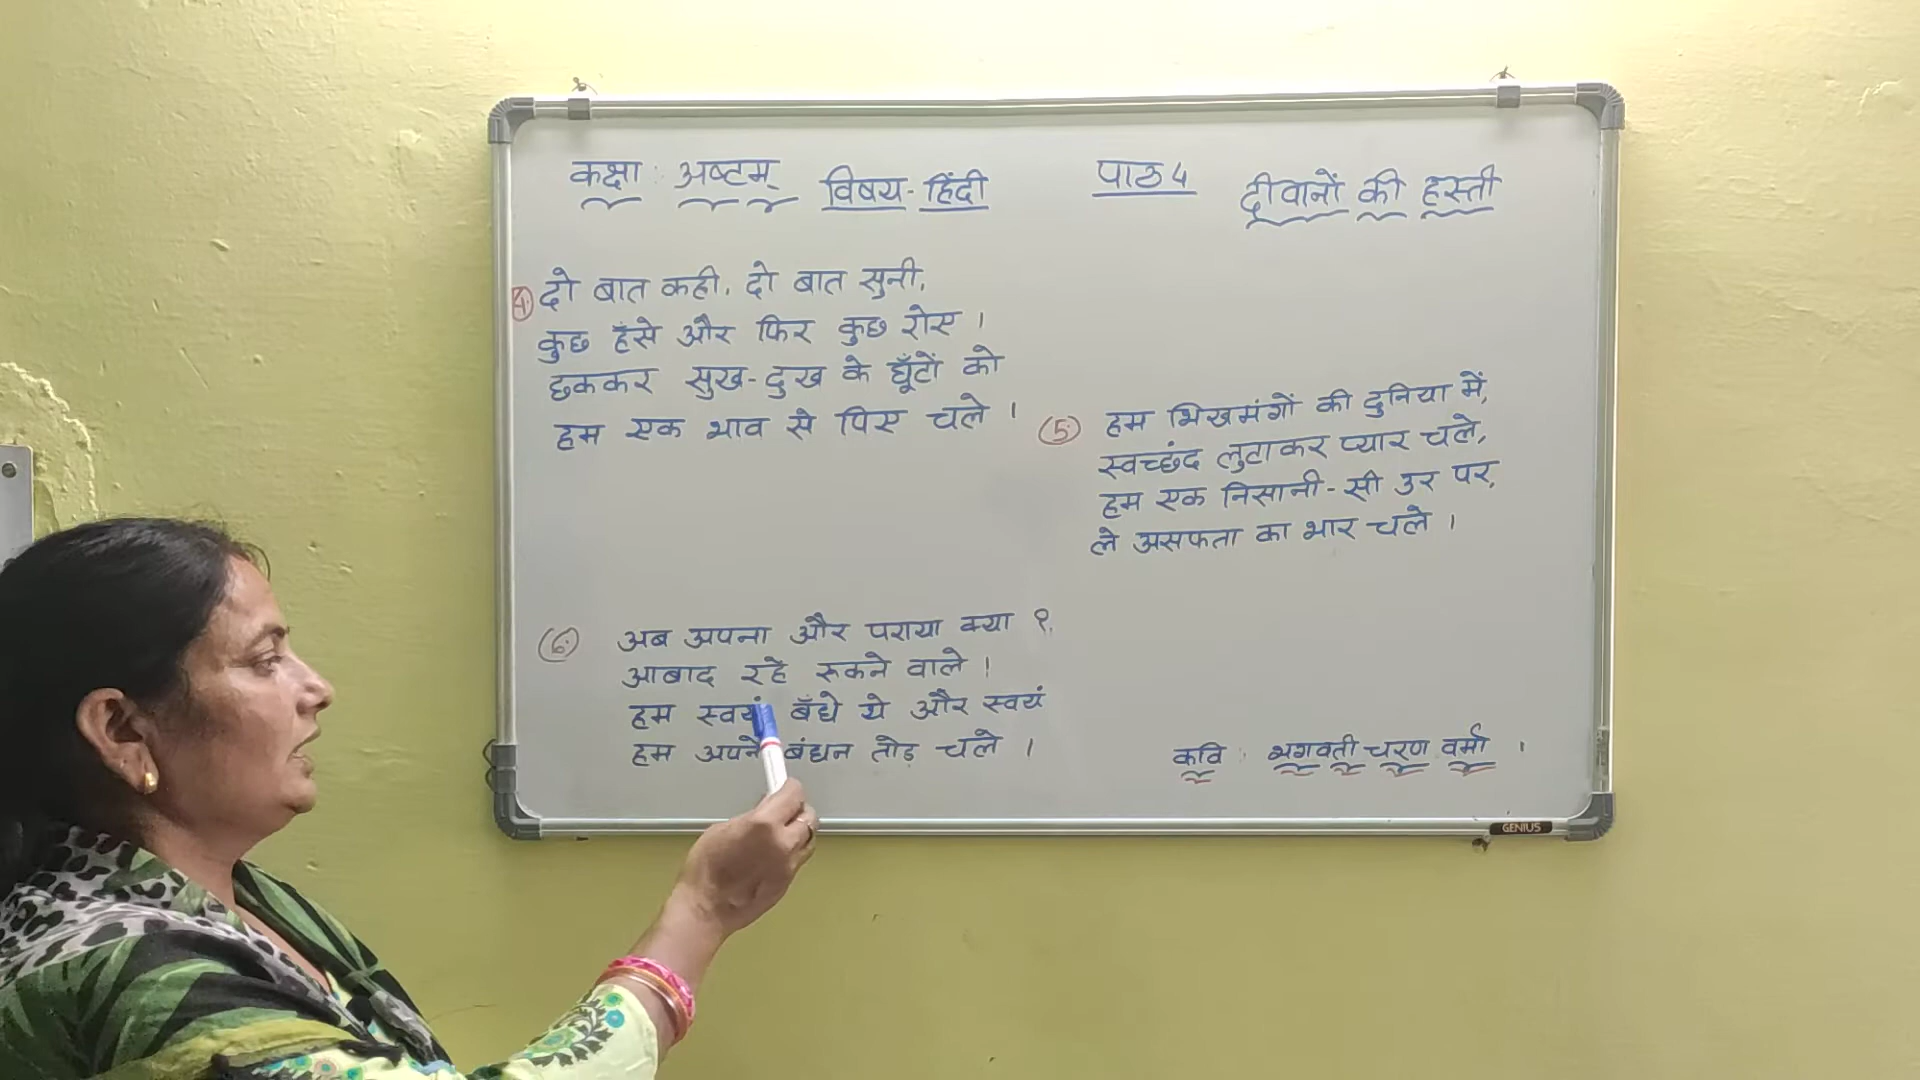 कक्षा : अष्टम्
विषय - हिंदी
पाठ 4
दीवानों की हस्ती
4. दो बात कही, दो बात सुनी,
कुछ हँसे और फिर कुछ रोए ।
छककर सुख-दुख के घूँटों को
हम एक भाव से पिए चले ।
(5.) हम भिखमंगों की दुनिया में,
स्वच्छंद लुटाकर प्यार चले,
हम एक निसानी-सी उर पर,
ले असफता का भार चले ।
(6.) अब अपना और पराया क्या ?
आबाद रहे रुकने वाले !
हम स्वयं बँधे थे और स्वयं
हम अपने बंधन तोड़ चले ।
कवि : भगवती चरण वर्मा ।
GENIUS